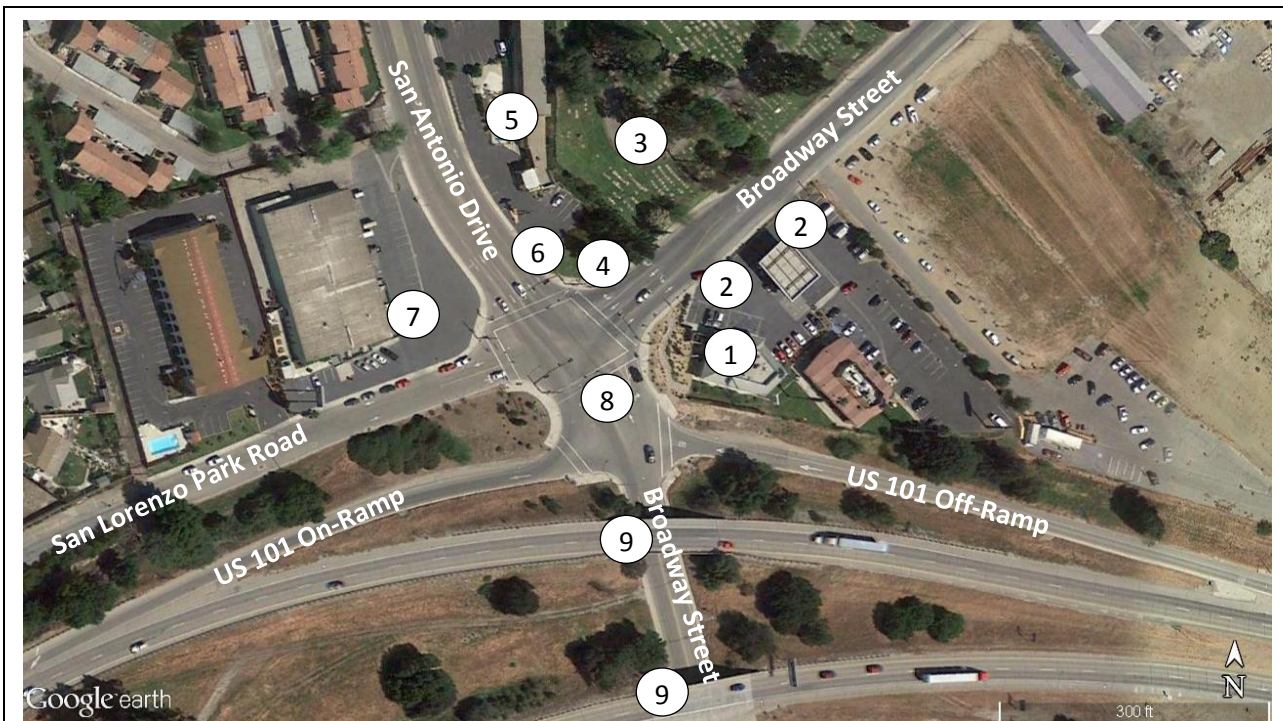 San Antonio Drive
5
3
Broadway Street
2
6
4
2
7
1
8
San Lorenzo Park Road
US 101 On-Ramp
US 101 Off-Ramp
9
Broadway Street
9
N
Google earth
300 ft